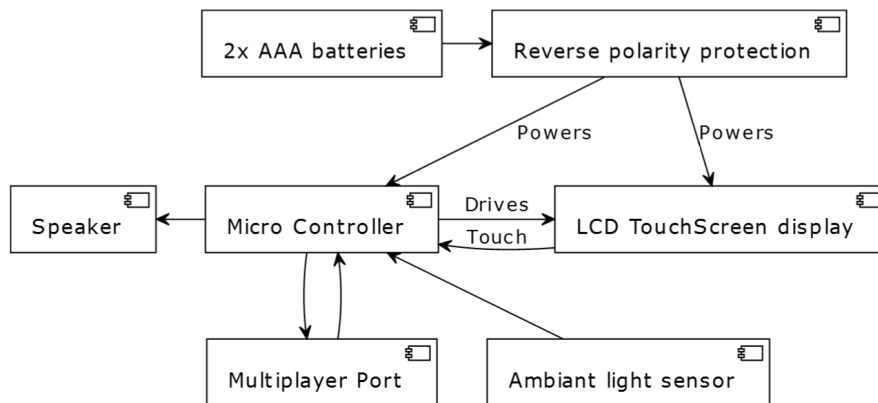 2x AAA batteries
Reverse polarity protection
Powers
Powers
Speaker
Micro Controller
Drives
Touch
LCD TouchScreen display
Multiplayer Port
Ambiant light sensor